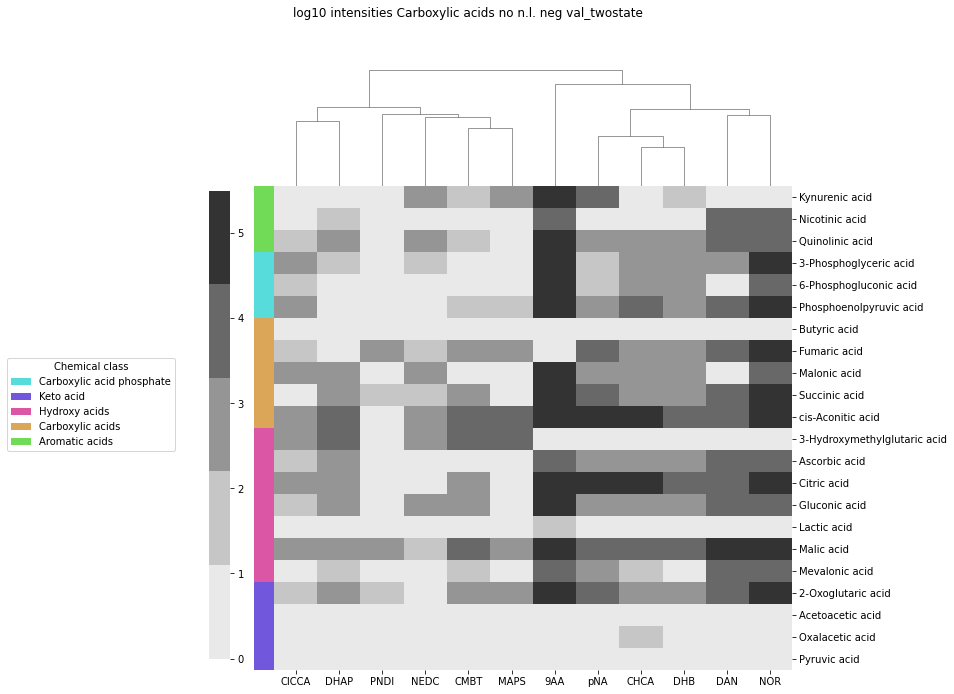 log10 intensities Carboxylic acids no n.l. neg val_twostate
Kynurenic acid
Nicotinic acid
Quinolinic acid
3-Phosphoglyceric acid
6-Phosphogluconic acid
Phosphoenolpyruvic acid
Butyric acid
Fumaric acid
Malonic acid
Succinic acid
cis-Aconitic acid
3-Hydroxymethylglutaric acid
Ascorbic acid
Citric acid
Gluconic acid
Lactic acid
Malic acid
Mevalonic acid
2-Oxoglutaric acid
Acetoacetic acid
Oxalacetic acid
Pyruvic acid
5
4
3
2
1
0
Chemical class
Carboxylic acid phosphate
Keto acid
Hydroxy acids
Carboxylic acids
Aromatic acids
ClCCA DHAP PNDI NEDC CMBT MAPS 9AA pNA CHCA DHB DAN NOR